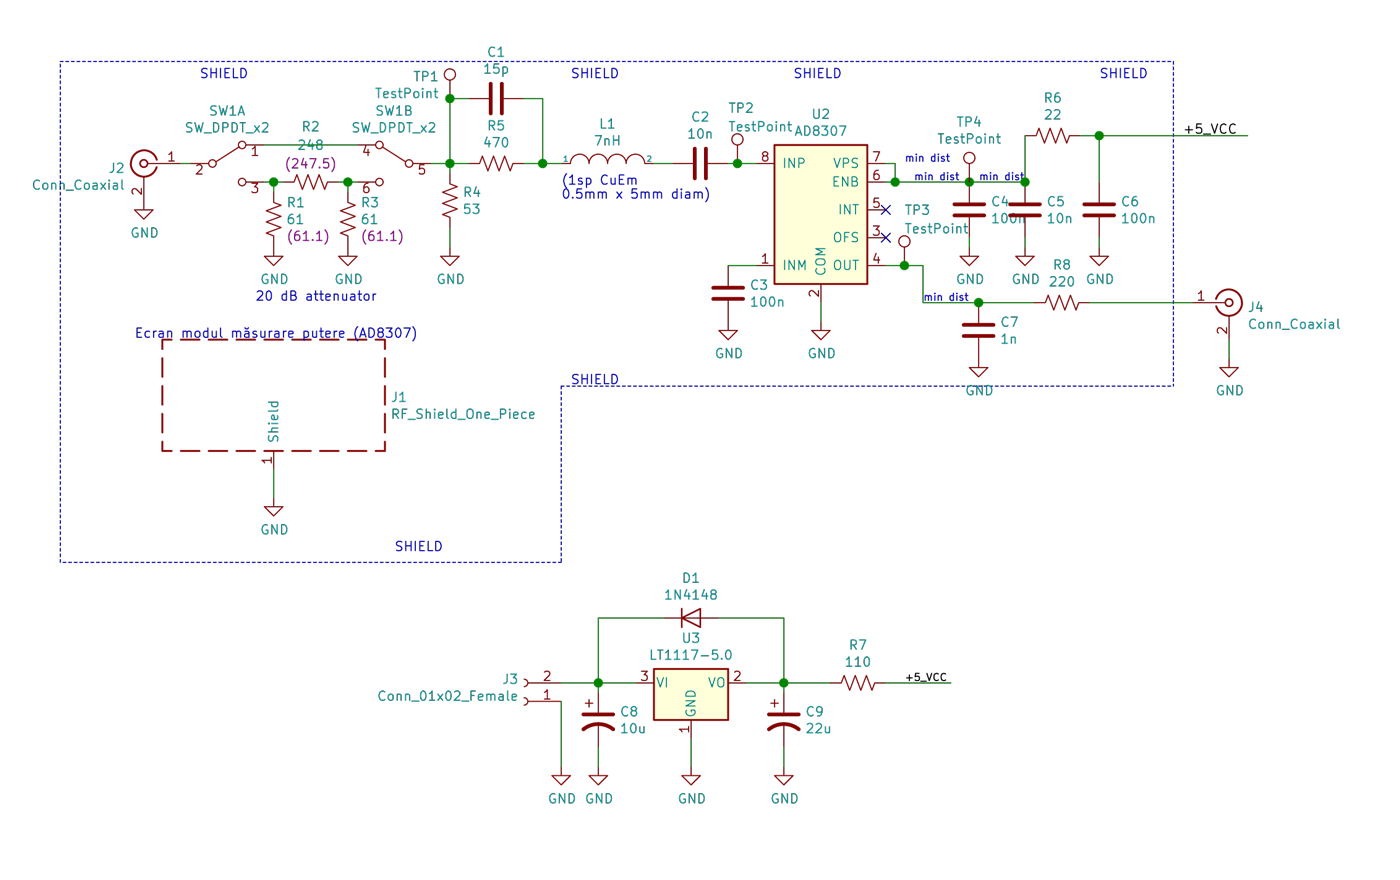 SHIELD
SHIELD
SHIELD
SHIELD
C1
15p
TP1
TestPoint
SW1A
SW_DPDT_x2
R2
248
(247.5)
SW1B
SW_DPDT_x2
R5
470
L1
7nH
1
2
(1sp CuEm
0.5mm x 5mm diam)
C2
10n
TP2
TestPoint
U2
AD8307
R6
22
TP4
TestPoint
+5_VCC
J2
Conn_Coaxial
1
2
GND
2
1
3
4
6
5
R1
61
(61.1)
GND
R3
61
(61.1)
GND
20 dB attenuator
R4
53
GND
8
INP
VPS
7
ENB
6
INT
5
OFS
3
OUT
4
INM
1
COM
2
GND
min dist
min dist
min dist
min dist
TP3
TestPoint
C4
100n
GND
C5
10n
GND
C6
100n
GND
C3
100n
GND
R8
220
C7
1n
GND
1
2
J4
Conn_Coaxial
GND
Ecran modul măsurare putere (AD8307)
Shield
1
J1
RF_Shield_One_Piece
GND
SHIELD
SHIELD
D1
1N4148
U3
LT1117-5.0
R7
110
+5_VCC
J3
Conn_01x02_Female
2
1
3
VI
VO
2
GND
1
C8
10u
C9
22u
GND
GND
GND
GND